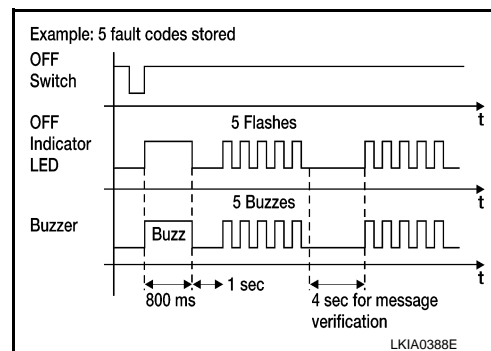 Example: 5 fault codes stored
OFF
Switch
t
OFF
Indicator
LED
5 Flashes
t
5 Buzzes
Buzzer
Buzz
t
1 sec
800 ms
4 sec for message
verification
LKIA0388E